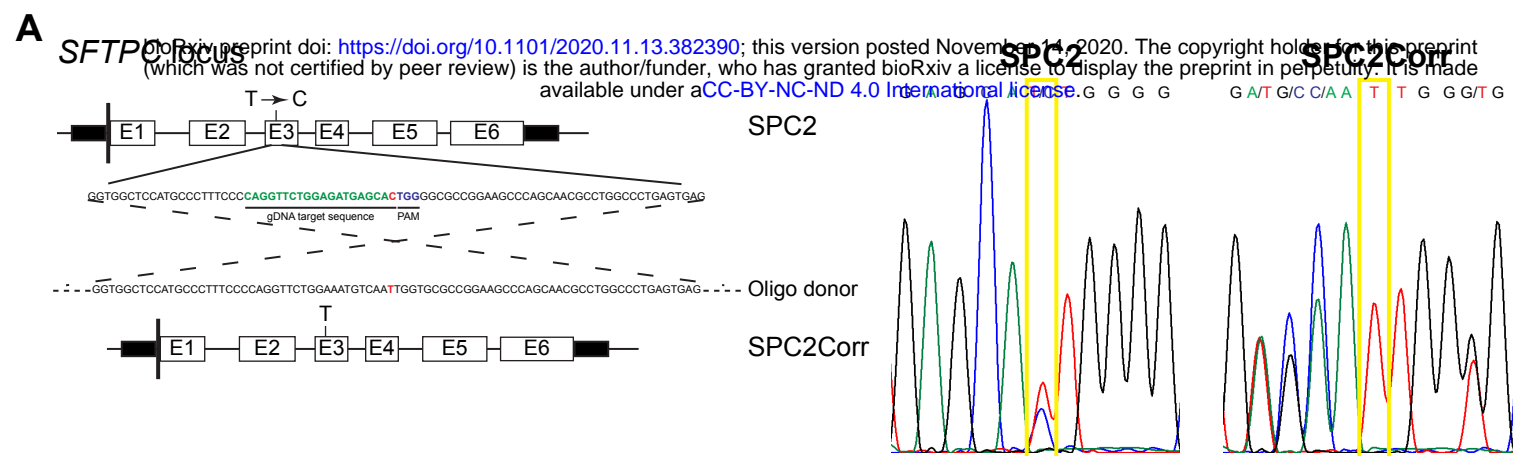 A
SFTPC locus
bioRxiv preprint doi: https://doi.org/10.1101/2020.11.13.382390; this version posted November 14, 2020. The copyright holder for this preprint
(which was not certified by peer review) is the author/funder, who has granted bioRxiv a license to display the preprint in perpetuity. It is made
available under aCC-BY-NC-ND 4.0 International license.
SPC2
SPC2Corr
G A G C A T/C T G G G G
G A/T G/C C/A A T T G G G/T G
T → C
E1 E2 E3 E4 E5 E6
SPC2
GGTGGCTCCATGCCCTTTCCCCAGGTTCTGGAGATGAGCACTGGGGCGCCGGAAGCCCAGCAACGCCTGGCCCTGAGTGAG
gDNA target sequence PAM
GGTGGCTCCATGCCCTTTCCCCAGGTTCTGGAAATGTCAATTGGTGCGCCGGAAGCCCAGCAACGCCTGGCCCTGAGTGAG
Oligo donor
T
E1 E2 E3 E4 E5 E6
SPC2Corr